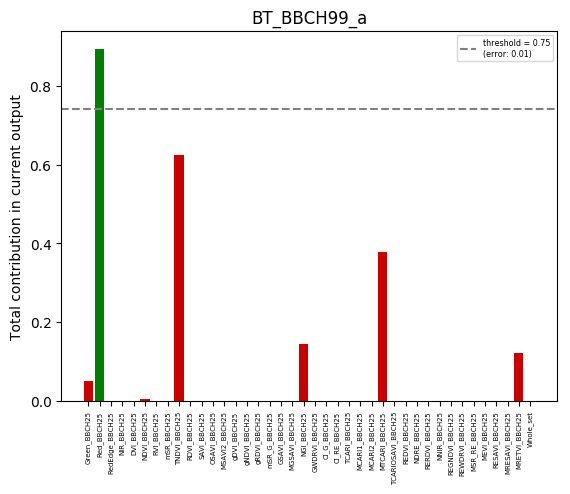 BT_BBCH99_a
threshold = 0.75
(error: 0.01)
Total contribution in current output
0.8
0.6
0.4
0.2
0.0
Green_BBCH25
Red_BBCH25
RedEdge_BBCH25
NIR_BBCH25
DVI_BBCH25
NDVI_BBCH25
RVI_BBCH25
mSR_BBCH25
TNDVI_BBCH25
RDVI_BBCH25
SAVI_BBCH25
OSAVI_BBCH25
MSAVI2_BBCH25
gDVI_BBCH25
gNDVI_BBCH25
gRDVI_BBCH25
mSR_G_BBCH25
GSAVI_BBCH25
MGSAVI_BBCH25
NGI_BBCH25
GWDRVI_BBCH25
CI_G_BBCH25
CI_RE_BBCH25
TCARI_BBCH25
MCARI1_BBCH25
MCARI2_BBCH25
MTCARI_BBCH25
TCARIOSAVI_BBCH25
REDVI_BBCH25
NDRE_BBCH25
RERDVI_BBCH25
NNIR_BBCH25
REGNDVI_BBCH25
REWDRVI_BBCH25
MSR_RE_BBCH25
MEVI_BBCH25
RESAVI_BBCH25
MRESAVI_BBCH25
MRETVI_BBCH25
Whole_set